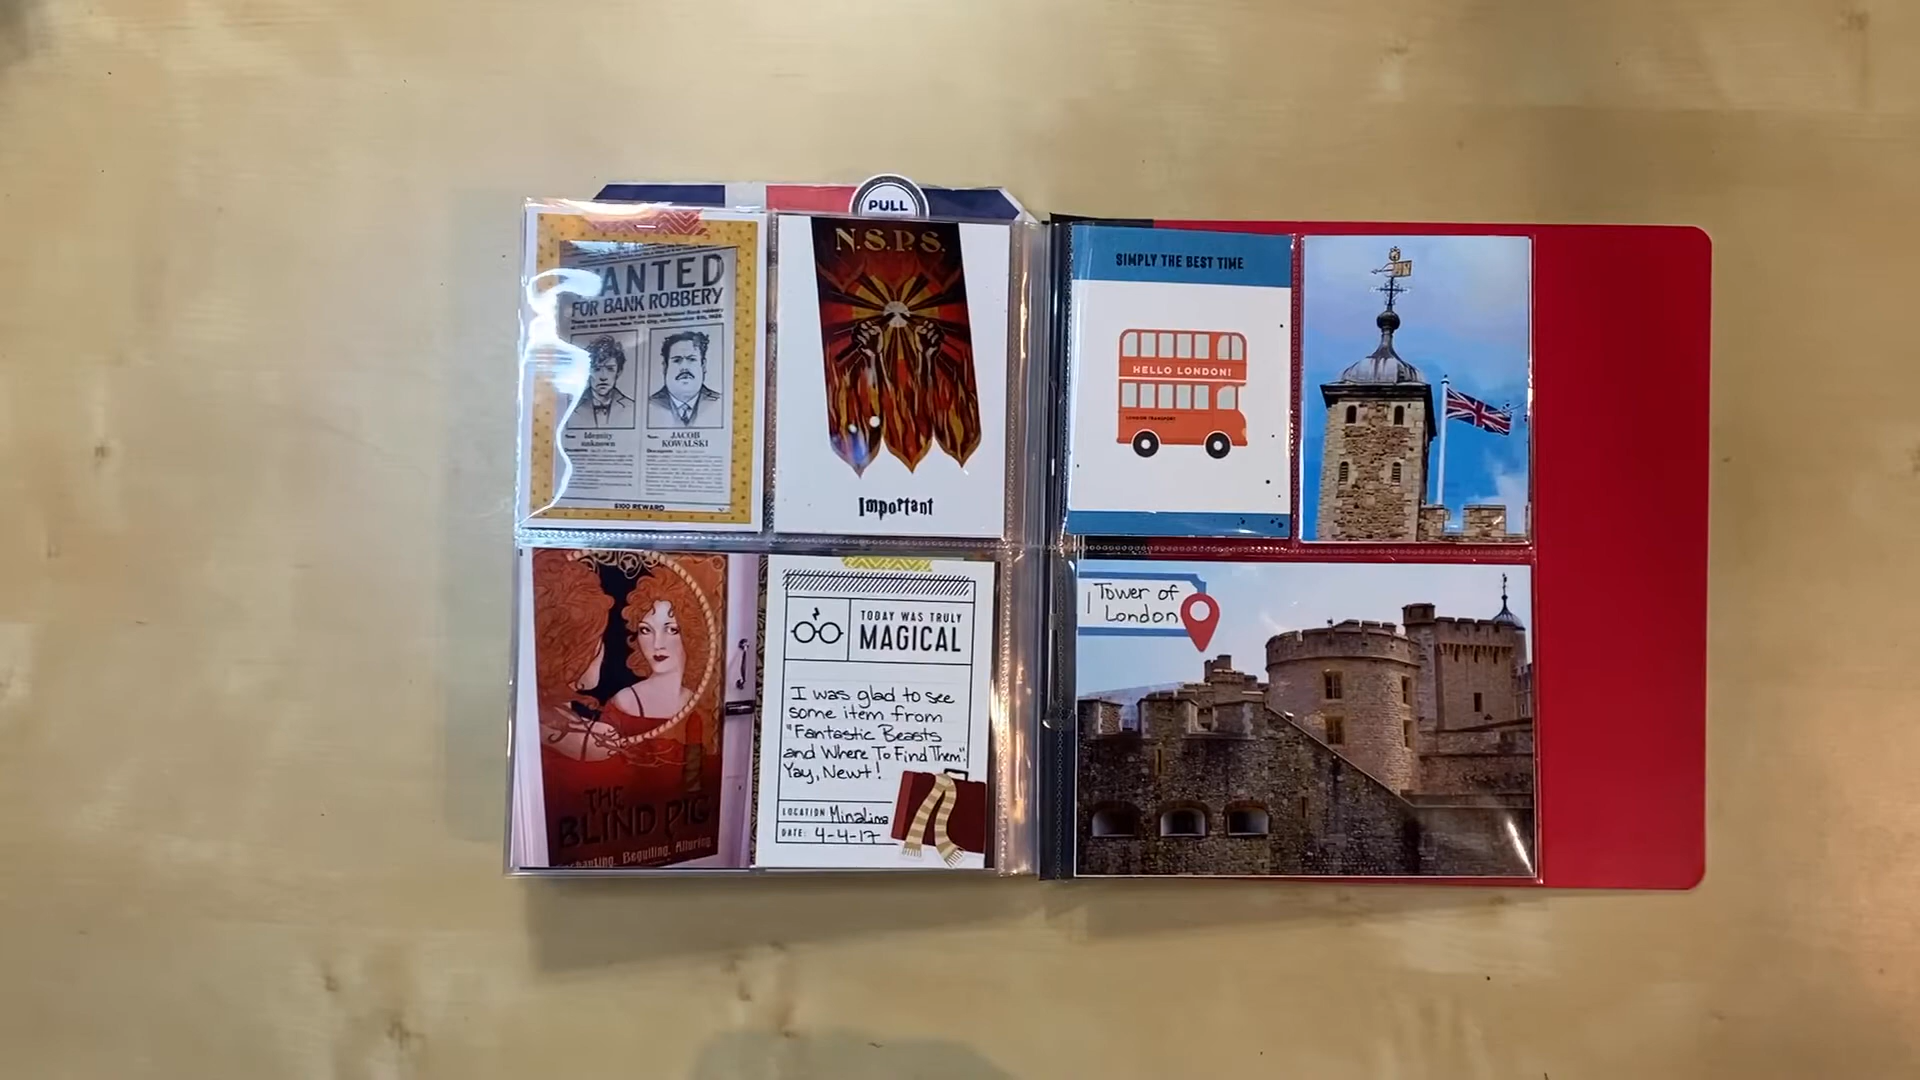 PULL
WANTED
FOR BANK ROBBERY
Identity
unknown
JACOB
KOWALSKI
$100 REWARD
N.S.P.S.
Important
THE
BLIND PIG
Beguiling. Alluring.
TODAY WAS TRULY
MAGICAL
I was glad to see
some item from
"Fantastic Beasts
and Where To Find Them".
Yay, Newt!
LOCATION: Minalima
DATE: 4-4-17
SIMPLY THE BEST TIME
HELLO LONDON!
LONDON TRANSPORT
Tower of
London